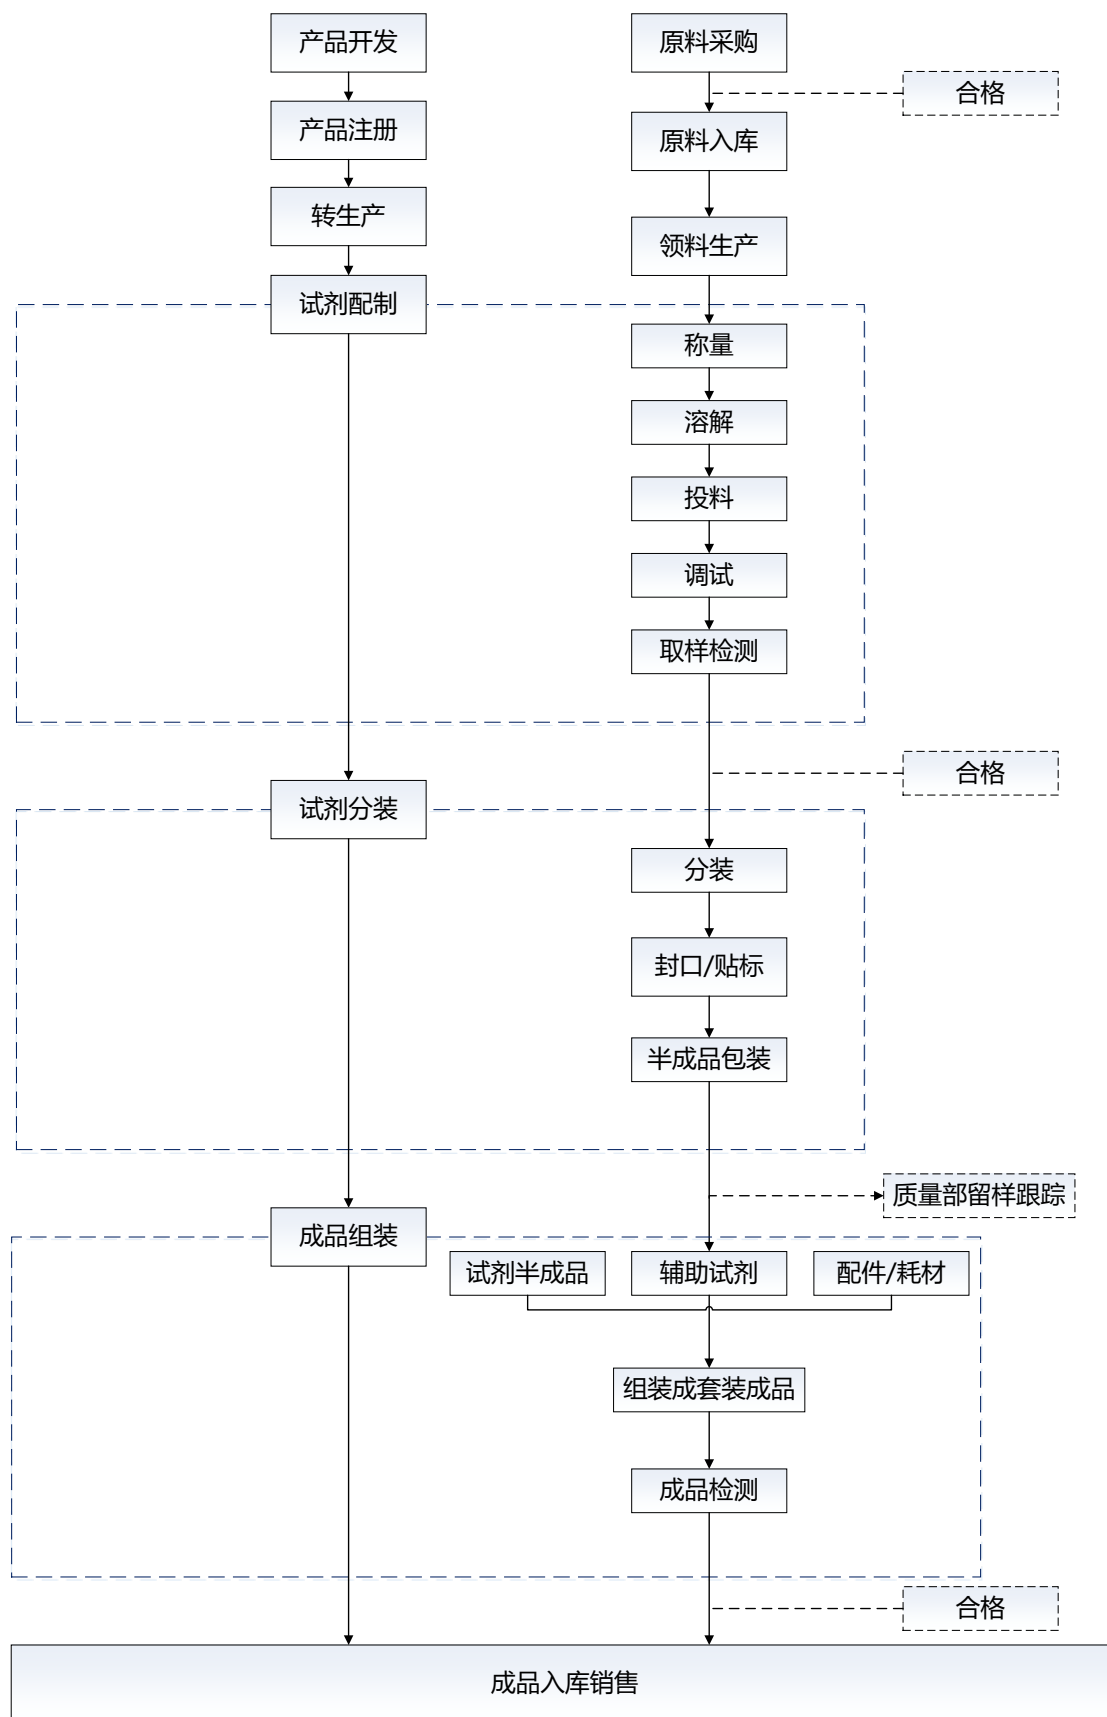 产品开发
原料采购
合格
产品注册
原料入库
转生产
领料生产
试剂配制
称量
溶解
投料
调试
取样检测
合格
试剂分装
分装
封口/贴标
半成品包装
质量部留样跟踪
成品组装
试剂半成品
辅助试剂
配件/耗材
组装成套装成品
成品检测
合格
成品入库销售